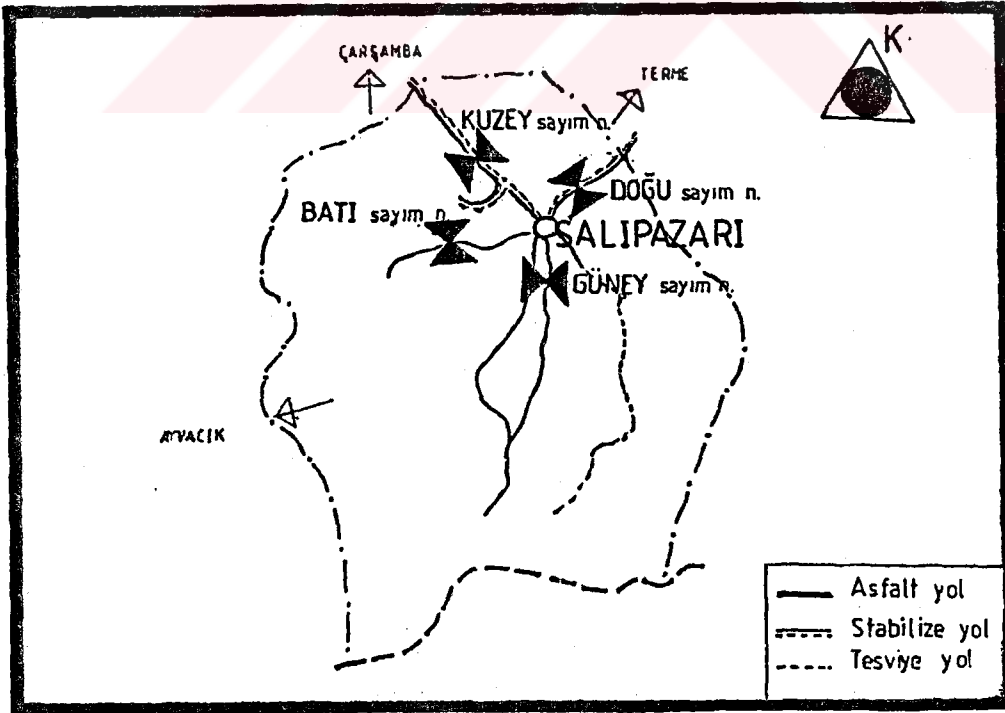 K.
ÇARŞAMBA
TERME
KUZEY sayım n.
DOĞU sayım n.
BATI sayım n.
SALIPAZARI
GÜNEY sayım n.
AYVACIK
Asfalt yol
Stabilize yol
Tesviye yol